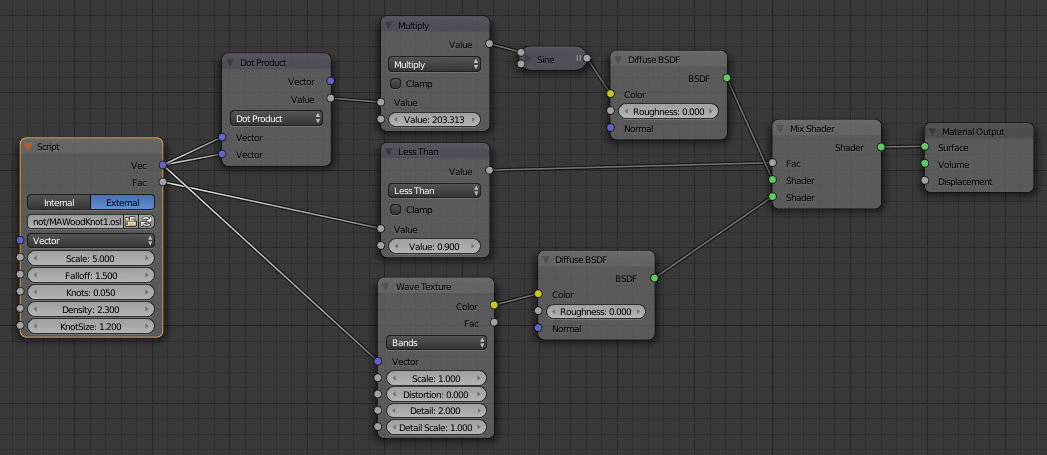 Script
Vec
Fac
Internal External
not/MAWoodKnot1.osl
Vector
Scale: 5.000
Falloff: 1.500
Knots: 0.050
Density: 2.300
KnotSize: 1.200
Dot Product
Vector
Value
Dot Product
Vector
Vector
Multiply
Value
Multiply
Clamp
Value
Value: 203.313
Less Than
Value
Less Than
Clamp
Value
Value: 0.900
Wave Texture
Color
Fac
Bands
Vector
Scale: 1.000
Distortion: 0.000
Detail: 2.000
Detail Scale: 1.000
Sine
Diffuse BSDF
BSDF
Color
Roughness: 0.000
Normal
Diffuse BSDF
BSDF
Color
Roughness: 0.000
Normal
Mix Shader
Shader
Fac
Shader
Shader
Material Output
Surface
Volume
Displacement